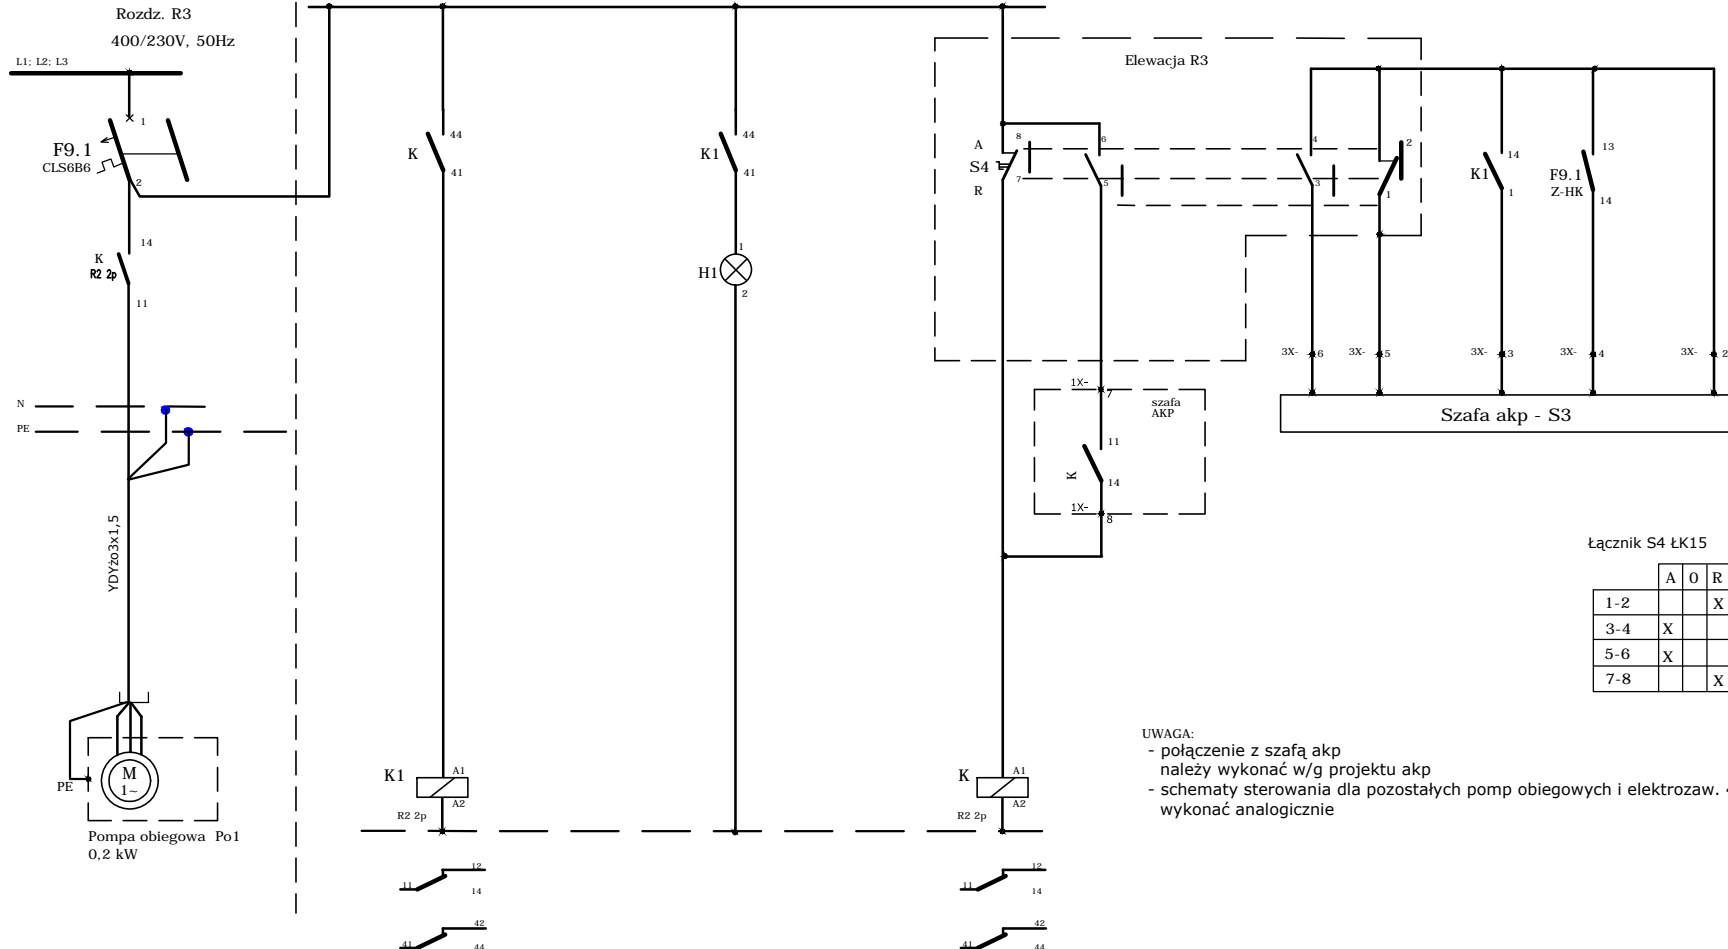 Rozdz. R3
400/230V, 50Hz
L1; L2; L3
1
F9.1
CLS6B6
2
14
K
R2 2p
11
N
PE
YDYżo3x1,5
M
1~
PE
Pompa obiegowa Po1
0,2 kW
44
K
41
K1
A1
A2
R2 2p
12
11
14
42
41
44
44
K1
41
1
H1
2
Elewacja R3
A
8
S4
7
R
6
5
4
3
2
1
14
K1
1
13
F9.1
Z-HK
14
3X- 6
3X- 5
3X- 3
3X- 4
3X- 2
Szafa akp - S3
1X-
7
szafa
AKP
11
K
14
1X-
8
K
A1
A2
R2 2p
12
11
14
42
41
44
Łącznik S4 ŁK15
A 0 R
1-2 X
3-4 X
5-6 X
7-8 X
UWAGA:
- połączenie z szafą akp
należy wykonać w/g projektu akp
- schematy sterowania dla pozostałych pomp obiegowych i elektrozaw.
wykonać analogicznie